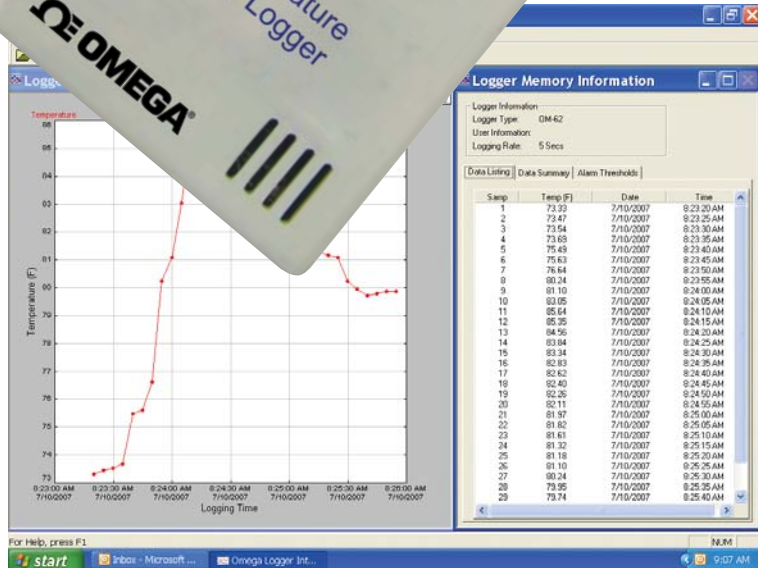 ature
Logger
ΩE OMEGA®
Logge
Temperature
86
85
84
83
82
81
80
79
78
77
76
75
74
73
Temperature (F)
8:23:00 AM 8:23:30 AM 8:24:00 AM 8:24:30 AM 8:25:00 AM 8:25:30 AM 8:26:00 AM
7/10/2007 7/10/2007 7/10/2007 7/10/2007 7/10/2007 7/10/2007 7/10/2007
Logging Time
Logger Memory Information
Logger Information
Logger Type: OM-62
User Information:
Logging Rate: 5 Secs
Data Listing Data Summary Alarm Thresholds
Samp Temp (F) Date Time
1 73.33 7/10/2007 8:23:20 AM
2 73.47 7/10/2007 8:23:25 AM
3 73.54 7/10/2007 8:23:30 AM
4 73.69 7/10/2007 8:23:35 AM
5 75.49 7/10/2007 8:23:40 AM
6 75.63 7/10/2007 8:23:45 AM
7 76.64 7/10/2007 8:23:50 AM
8 80.24 7/10/2007 8:23:55 AM
9 81.10 7/10/2007 8:24:00 AM
10 83.05 7/10/2007 8:24:05 AM
11 85.64 7/10/2007 8:24:10 AM
12 85.35 7/10/2007 8:24:15 AM
13 84.56 7/10/2007 8:24:20 AM
14 83.84 7/10/2007 8:24:25 AM
15 83.34 7/10/2007 8:24:30 AM
16 82.83 7/10/2007 8:24:35 AM
17 82.62 7/10/2007 8:24:40 AM
18 82.40 7/10/2007 8:24:45 AM
19 82.26 7/10/2007 8:24:50 AM
20 82.11 7/10/2007 8:24:55 AM
21 81.97 7/10/2007 8:25:00 AM
22 81.82 7/10/2007 8:25:05 AM
23 81.61 7/10/2007 8:25:10 AM
24 81.32 7/10/2007 8:25:15 AM
25 81.18 7/10/2007 8:25:20 AM
26 81.10 7/10/2007 8:25:25 AM
27 80.24 7/10/2007 8:25:30 AM
28 79.95 7/10/2007 8:25:35 AM
29 79.74 7/10/2007 8:25:40 AM
For Help, press F1
NUM
start Inbox - Microsoft ... Omega Logger Int... 9:07 AM